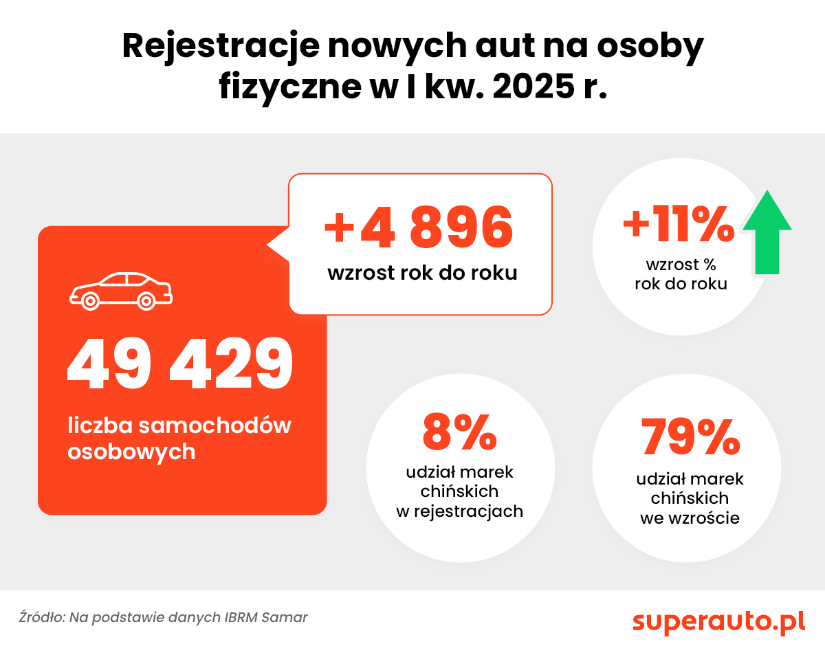 Rejestracje nowych aut na osoby
fizyczne w I kw. 2025 r.
+4 896
wzrost rok do roku
+11%
wzrost %
rok do roku
49 429
liczba samochodów
osobowych
8%
udział marek
chińskich
w rejestracjach
79%
udział marek
chińskich
we wzroście
Źródło: Na podstawie danych IBRM Samar
superauto.pl